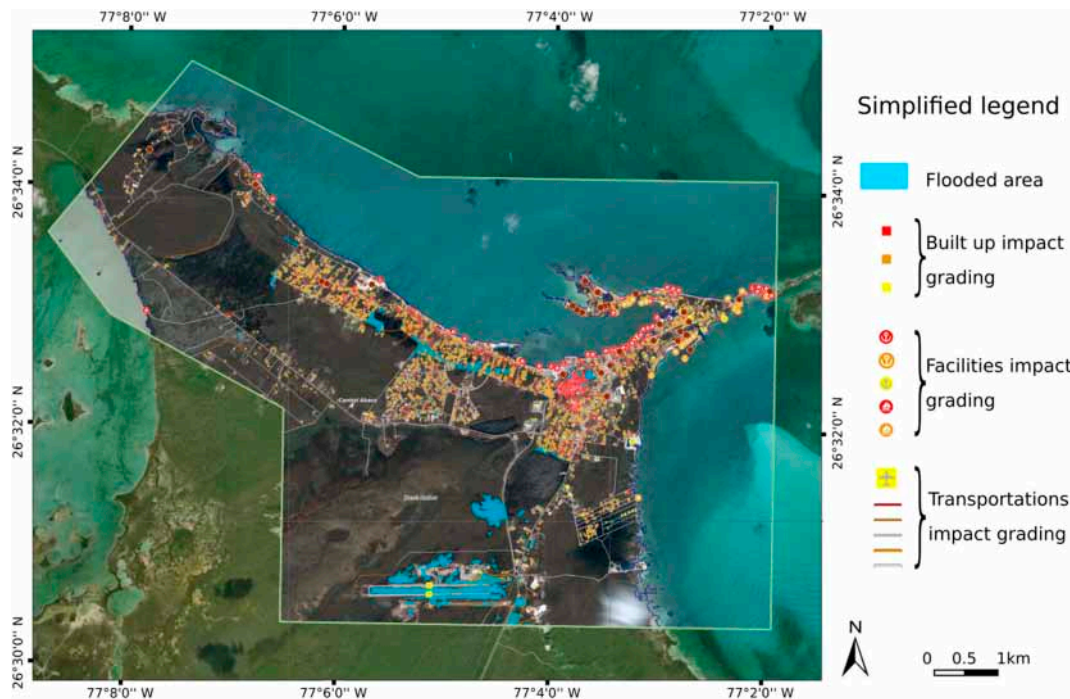 77°8'0'' W 77°6'0'' W 77°4'0'' W 77°2'0'' W
26°34'0'' N
26°32'0'' N
26°30'0'' N
26°34'0'' N
26°32'0'' N
Simplified legend
Flooded area
Built up impact
grading
Facilities impact
grading
Transportations
impact grading
N
0 0.5 1km
77°8'0'' W 77°6'0'' W 77°4'0'' W 77°2'0'' W